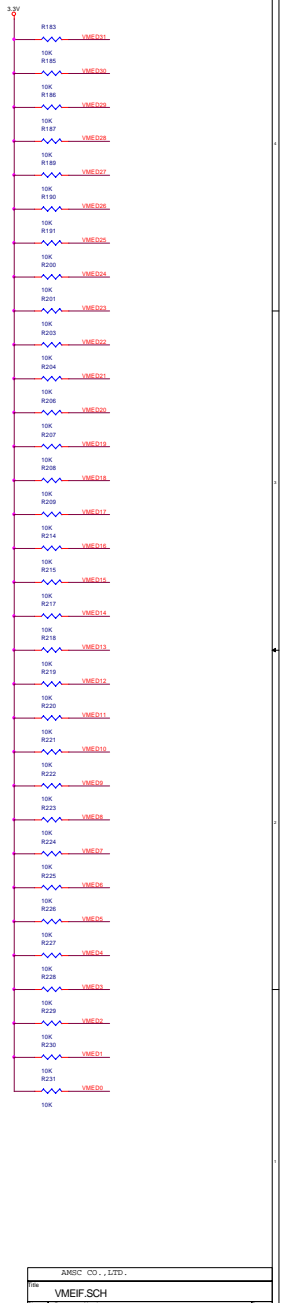 3.3V
R183
VMED31
10K
R185
VMED30
10K
R186
VMED29
10K
R187
VMED28
10K
R189
VMED27
10K
R190
VMED26
10K
R191
VMED25
10K
R200
VMED24
10K
R201
VMED23
10K
R203
VMED22
10K
R204
VMED21
10K
R206
VMED20
10K
R207
VMED19
10K
R208
VMED18
10K
R209
VMED17
10K
R214
VMED16
10K
R215
VMED15
10K
R217
VMED14
10K
R218
VMED13
10K
R219
VMED12
10K
R220
VMED11
10K
R221
VMED10
10K
R222
VMED9
10K
R223
VMED8
10K
R224
VMED7
10K
R225
VMED6
10K
R226
VMED5
10K
R227
VMED4
10K
R228
VMED3
10K
R229
VMED2
10K
R230
VMED1
10K
R231
VMED0
10K
4
3
2
1
AMSC CO.,LTD.
Title
VMEIF.SCH